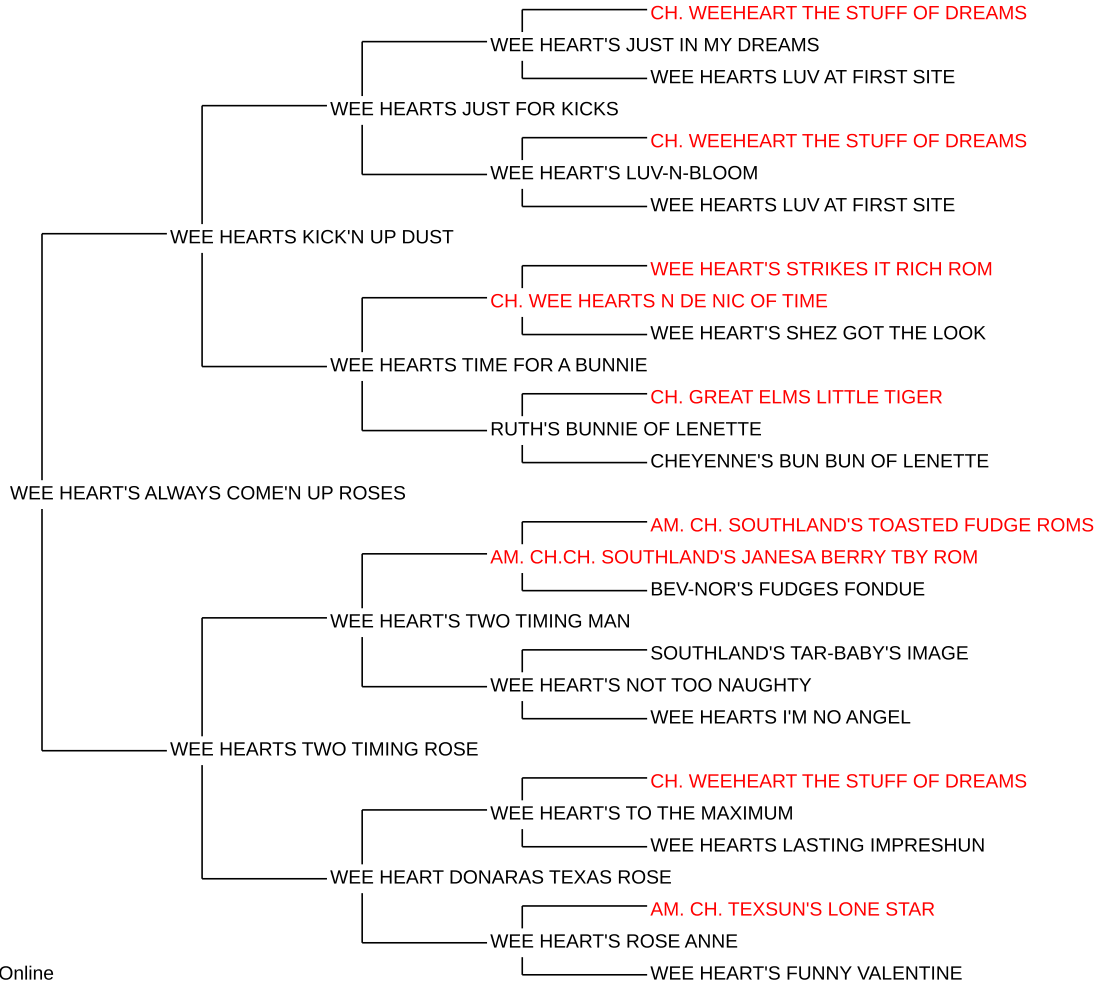 CH. WEEHEART THE STUFF OF DREAMS
WEE HEART'S JUST IN MY DREAMS
WEE HEARTS LUV AT FIRST SITE
WEE HEARTS JUST FOR KICKS
CH. WEEHEART THE STUFF OF DREAMS
WEE HEART'S LUV-N-BLOOM
WEE HEARTS LUV AT FIRST SITE
WEE HEARTS KICK'N UP DUST
WEE HEART'S STRIKES IT RICH ROM
CH. WEE HEARTS N DE NIC OF TIME
WEE HEART'S SHEZ GOT THE LOOK
WEE HEARTS TIME FOR A BUNNIE
CH. GREAT ELMS LITTLE TIGER
RUTH'S BUNNIE OF LENETTE
CHEYENNE'S BUN BUN OF LENETTE
WEE HEART'S ALWAYS COME'N UP ROSES
AM. CH. SOUTHLAND'S TOASTED FUDGE ROMS
AM. CH.CH. SOUTHLAND'S JANESA BERRY TBY ROM
BEV-NOR'S FUDGES FONDUE
WEE HEART'S TWO TIMING MAN
SOUTHLAND'S TAR-BABY'S IMAGE
WEE HEART'S NOT TOO NAUGHTY
WEE HEARTS I'M NO ANGEL
WEE HEARTS TWO TIMING ROSE
CH. WEEHEART THE STUFF OF DREAMS
WEE HEART'S TO THE MAXIMUM
WEE HEARTS LASTING IMPRESHUN
WEE HEART DONARAS TEXAS ROSE
AM. CH. TEXSUN'S LONE STAR
WEE HEART'S ROSE ANNE
WEE HEART'S FUNNY VALENTINE
Online